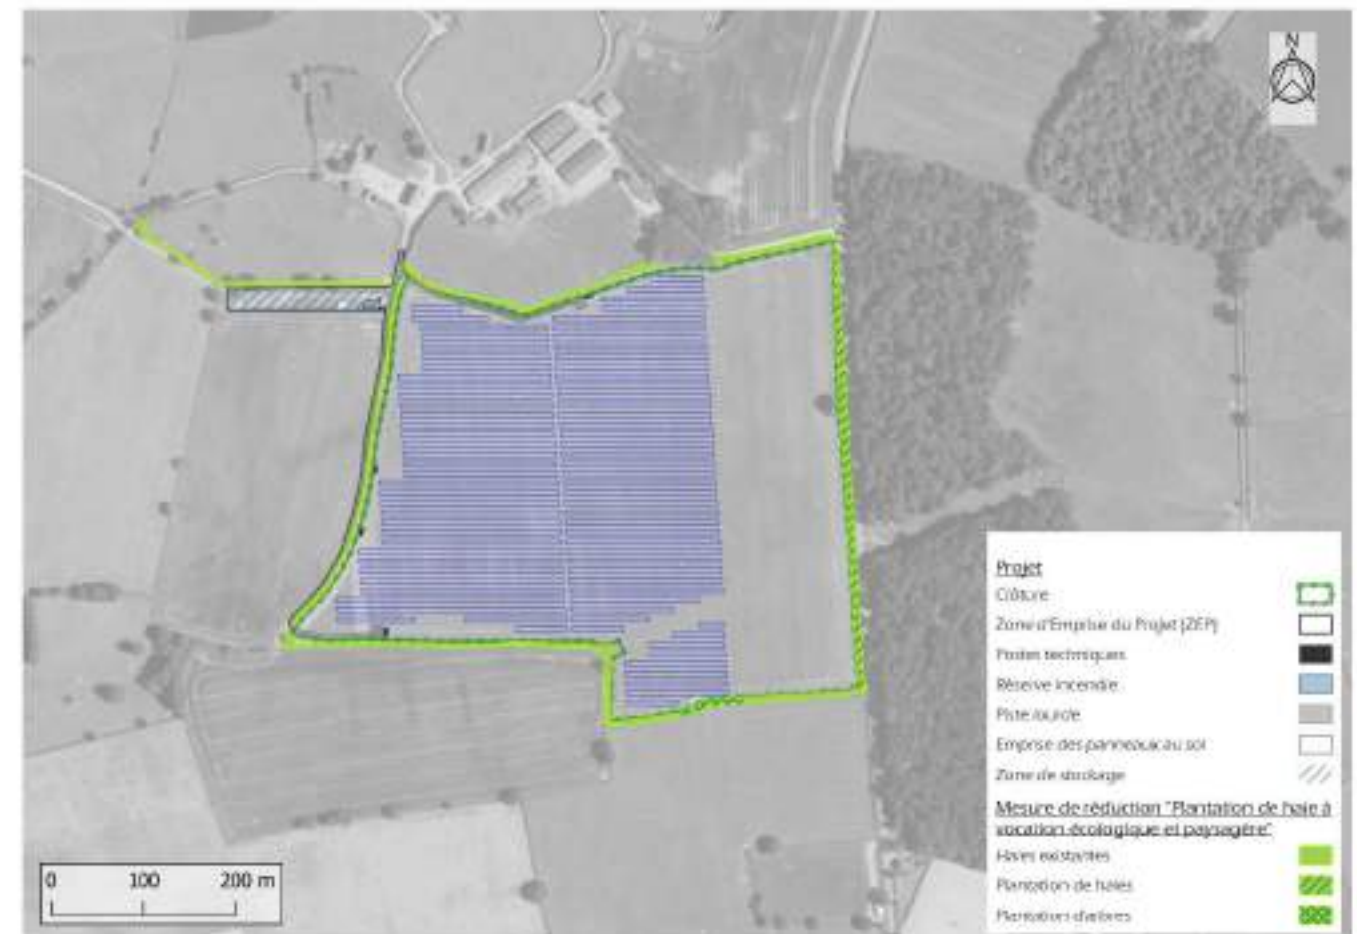 N
Projet
Clôture
Zone d'Emprise du Projet (ZEP)
Postes techniques
Réserve incendie
Piste lourde
Emprise des panneaux au sol
Zone de stockage
Mesure de réduction "Plantation de haie à
vocation écologique et paysagère"
Haies existantes
Plantation de haies
Plantation d'arbres
0 100 200 m